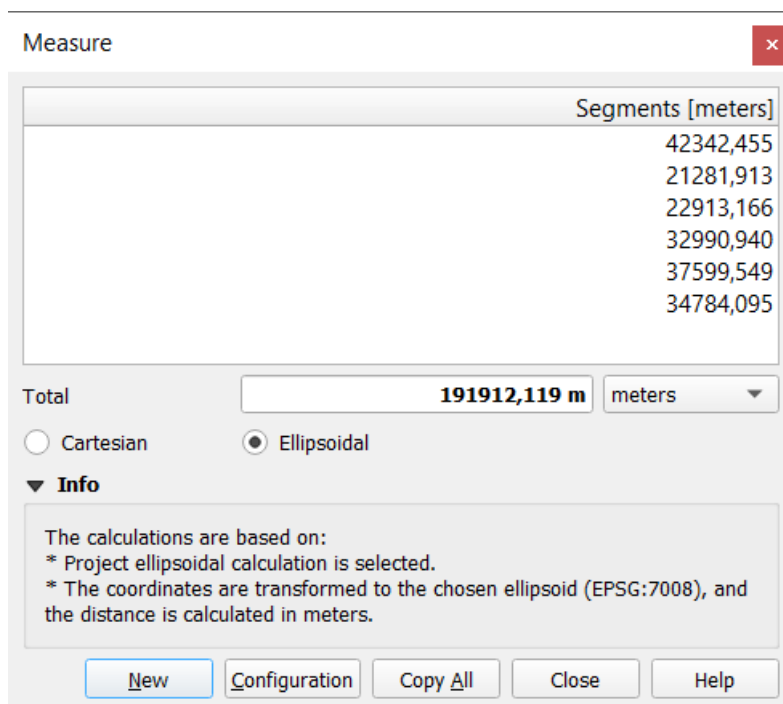 Measure
Segments [meters]
42342,455
21281,913
22913,166
32990,940
37599,549
34784,095
Total 191912,119 m meters
Cartesian Ellipsoidal
Info
The calculations are based on:
* Project ellipsoidal calculation is selected.
* The coordinates are transformed to the chosen ellipsoid (EPSG:7008), and
the distance is calculated in meters.
New Configuration Copy All Close Help